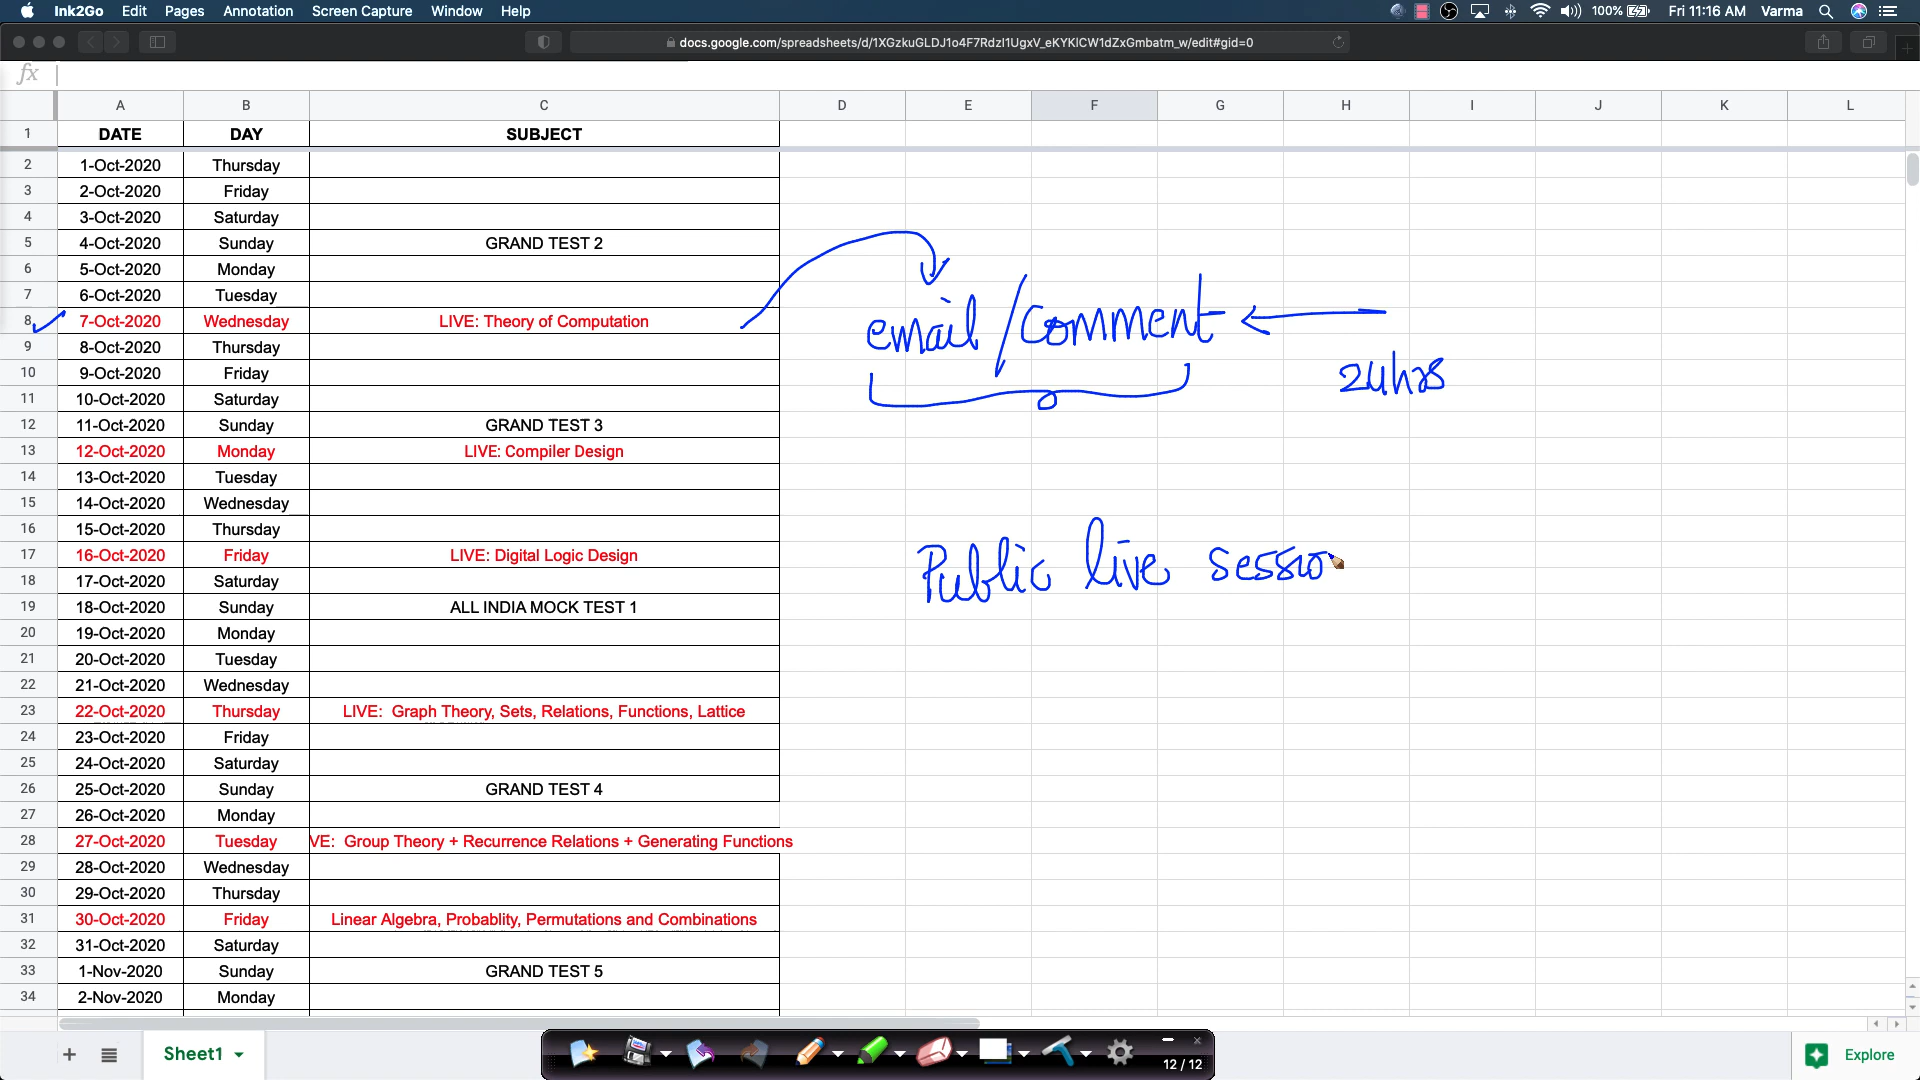 Ink2Go Edit Pages Annotation Screen Capture Window Help 100% Fri 11:16 AM Varma
docs.google.com/spreadsheets/d/1XGzkuGLDJ1o4F7RdzI1UgxV_eKYKlCW1dZxGmbatm_w/edit#gid=0
fx
A B C D E F G H I J K L
1 DATE DAY SUBJECT
2 1-Oct-2020 Thursday
3 2-Oct-2020 Friday
4 3-Oct-2020 Saturday
5 4-Oct-2020 Sunday GRAND TEST 2
6 5-Oct-2020 Monday
7 6-Oct-2020 Tuesday
8 7-Oct-2020 Wednesday LIVE: Theory of Computation
email/comment
9 8-Oct-2020 Thursday
10 9-Oct-2020 Friday
24hrs
11 10-Oct-2020 Saturday
12 11-Oct-2020 Sunday GRAND TEST 3
13 12-Oct-2020 Monday LIVE: Compiler Design
14 13-Oct-2020 Tuesday
15 14-Oct-2020 Wednesday
16 15-Oct-2020 Thursday
17 16-Oct-2020 Friday LIVE: Digital Logic Design
Public live sessio
18 17-Oct-2020 Saturday
19 18-Oct-2020 Sunday ALL INDIA MOCK TEST 1
20 19-Oct-2020 Monday
21 20-Oct-2020 Tuesday
22 21-Oct-2020 Wednesday
23 22-Oct-2020 Thursday LIVE: Graph Theory, Sets, Relations, Functions, Lattice
24 23-Oct-2020 Friday
25 24-Oct-2020 Saturday
26 25-Oct-2020 Sunday GRAND TEST 4
27 26-Oct-2020 Monday
28 27-Oct-2020 Tuesday VE: Group Theory + Recurrence Relations + Generating Functions
29 28-Oct-2020 Wednesday
30 29-Oct-2020 Thursday
31 30-Oct-2020 Friday Linear Algebra, Probablity, Permutations and Combinations
32 31-Oct-2020 Saturday
33 1-Nov-2020 Sunday GRAND TEST 5
34 2-Nov-2020 Monday
Sheet1
12 / 12
Explore